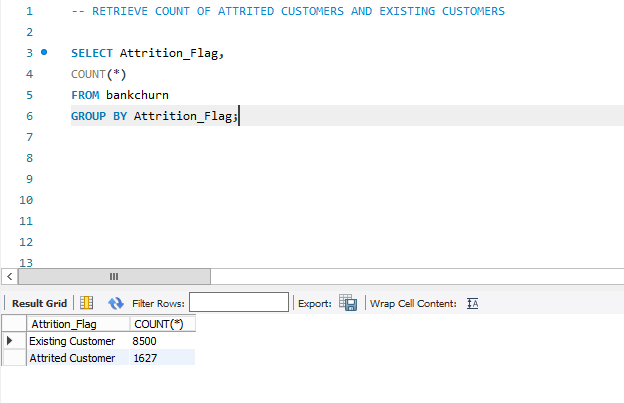 1 -- RETRIEVE COUNT OF ATTRITED CUSTOMERS AND EXISTING CUSTOMERS
2
3 SELECT Attrition_Flag,
4 COUNT(*)
5 FROM bankchurn
6 GROUP BY Attrition_Flag;
7
8
9
10
11
12
13
Result Grid Filter Rows: Export: Wrap Cell Content: IA
Attrition_Flag COUNT(*)
Existing Customer 8500
Attrited Customer 1627